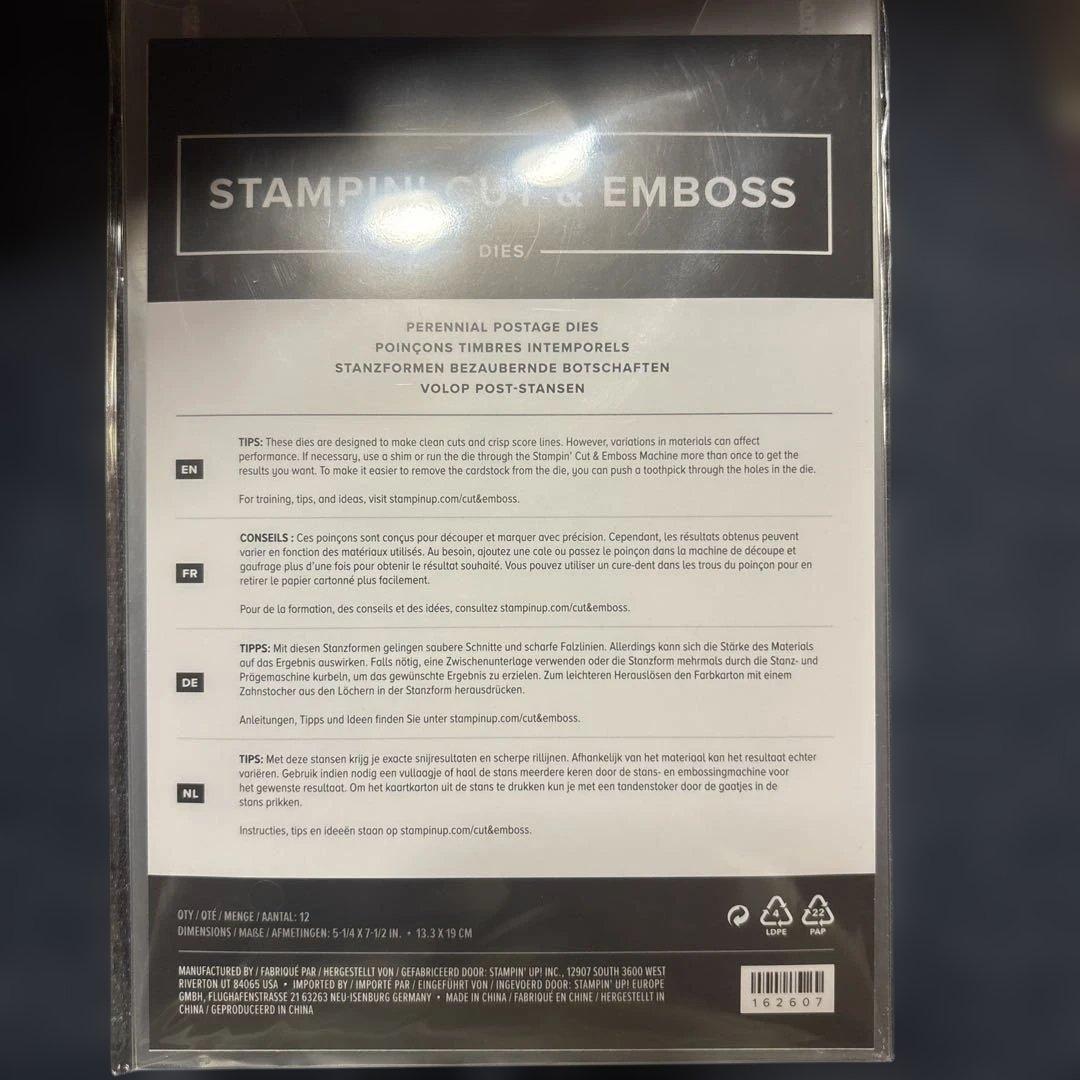 STAMPIN' CUT & EMBOSS
DIES
PERENNIAL POSTAGE DIES
POINÇONS TIMBRES INTEMPORELS
STANZFORMEN BEZAUBERNDE BOTSCHAFTEN
VOLOP POST-STANSEN
EN
TIPS: These dies are designed to make clean cuts and crisp score lines. However, variations in materials can affect
performance. If necessary, use a shim or run the die through the Stampin' Cut & Emboss Machine more than once to get the
results you want. To make it easier to remove the cardstock from the die, you can push a toothpick through the holes in the die.
For training, tips, and ideas, visit stampinup.com/cut&emboss.
FR
CONSEILS : Ces poinçons sont conçus pour découper et marquer avec précision. Cependant, les résultats obtenus peuvent
varier en fonction des matériaux utilisés. Au besoin, ajoutez une cale ou passez le poinçon dans la machine de découpe et
gaufrage plus d'une fois pour obtenir le résultat souhaité. Vous pouvez utiliser un cure-dent dans les trous du poinçon pour en
retirer le papier cartonné plus facilement.
Pour de la formation, des conseils et des idées, consultez stampinup.com/cut&emboss.
DE
TIPPS: Mit diesen Stanzformen gelingen saubere Schnitte und scharfe Falzlinien. Allerdings kann sich die Stärke des Materials
auf das Ergebnis auswirken. Falls nötig, eine Zwischenunterlage verwenden oder die Stanzform mehrmals durch die Stanz- und
Prägemaschine kurbeln, um das gewünschte Ergebnis zu erzielen. Zum leichteren Herauslösen den Farbkarton mit einem
Zahnstocher aus den Löchern in der Stanzform herausdrücken.
Anleitungen, Tipps und Ideen finden Sie unter stampinup.com/cut&emboss.
NL
TIPS: Met deze stansen krijg je exacte snijresultaten en scherpe rillijnen. Afhankelijk van het materiaal kan het resultaat echter
variëren. Gebruik indien nodig een vullaagje of haal de stans meerdere keren door de stans- en embossingmachine voor
het gewenste resultaat. Om het kaartkarton uit de stans te drukken kun je met een tandenstoker door de gaatjes in de
stans prikken.
Instructies, tips en ideeën staan op stampinup.com/cut&emboss.
QTY / QTÉ / MENGE / AANTAL: 12
DIMENSIONS / MAßE / AFMETINGEN: 5-1/4 X 7-1/2 IN. • 13.3 X 19 CM
4
LDPE
22
PAP
MANUFACTURED BY / FABRIQUÉ PAR / HERGESTELLT VON / GEFABRICEERD DOOR: STAMPIN' UP! INC., 12907 SOUTH 3600 WEST
RIVERTON UT 84065 USA • IMPORTED BY / IMPORTÉ PAR / EINGEFÜHRT VON / INGEVOERD DOOR: STAMPIN' UP! EUROPE
GMBH, FLUGHAFENSTRASSE 21 63263 NEU-ISENBURG GERMANY • MADE IN CHINA / FABRIQUÉ EN CHINE / HERGESTELLT IN
CHINA / GEPRODUCEERD IN CHINA
162607